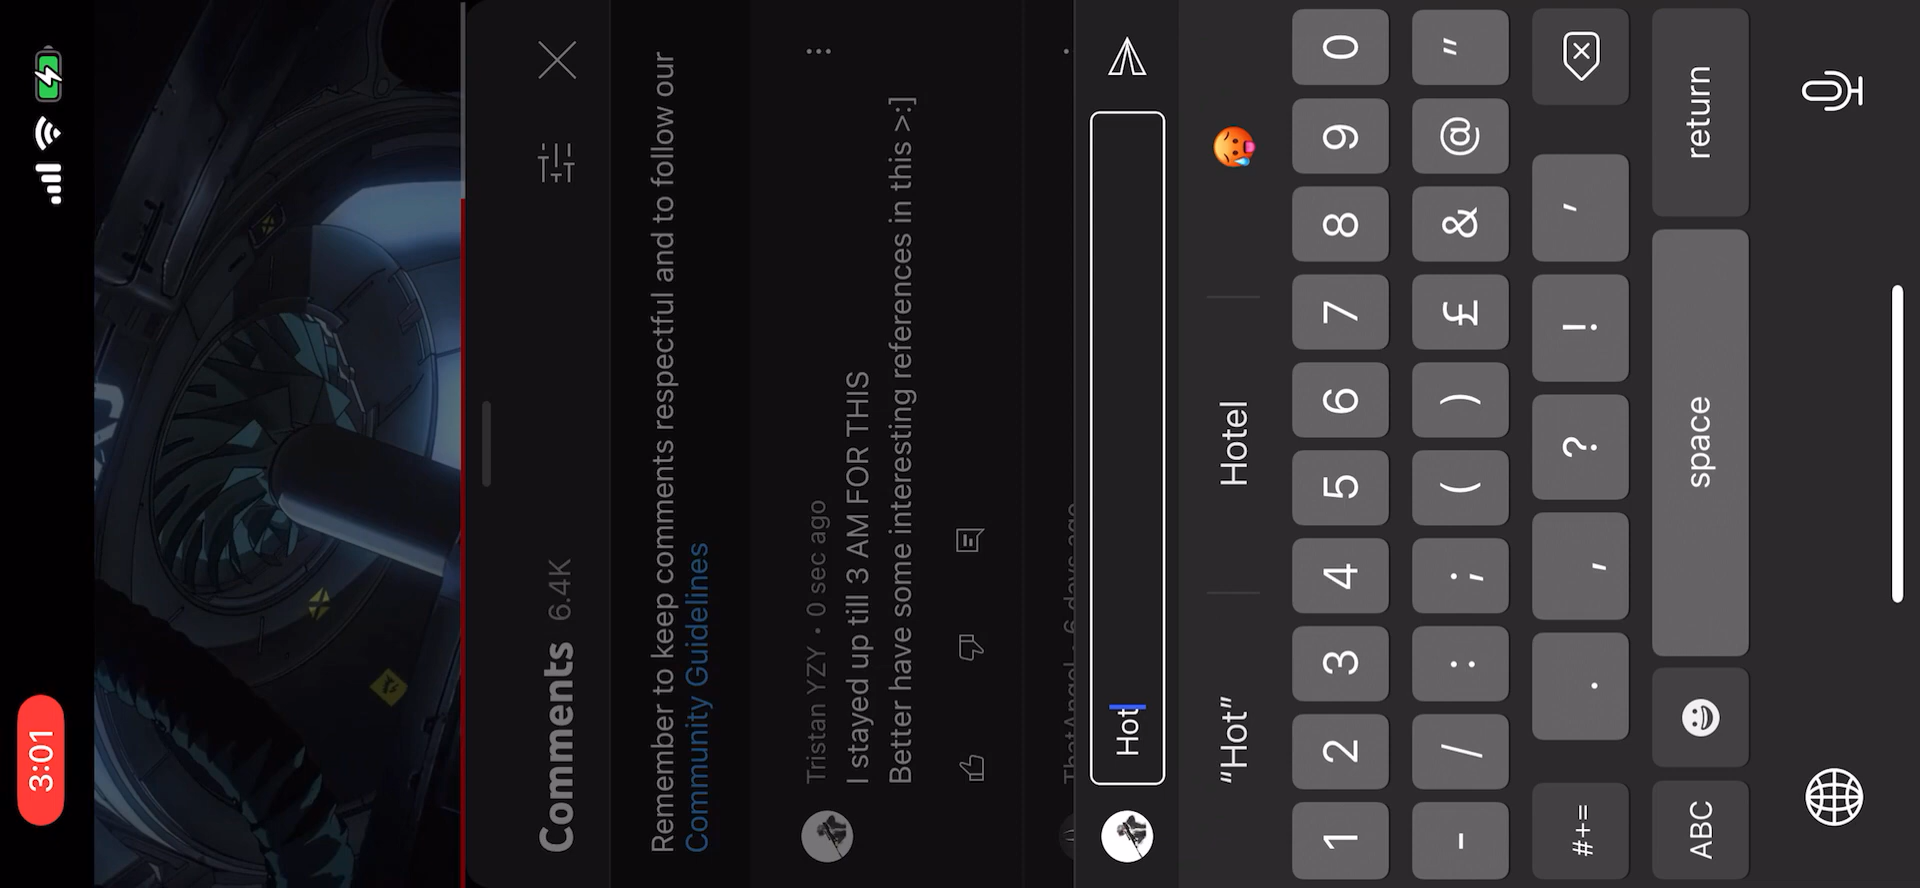 3:01
Comments 6.4K
Remember to keep comments respectful and to follow our
Community Guidelines
Tristan YZY • 0 sec ago
I stayed up till 3 AM FOR THIS
Better have some interesting references in this >:]
Hot
“Hot” Hotel 🥵
1 2 3 4 5 6 7 8 9 0
- / : ; ( ) £ & @ "
#+= . , ? ! '
ABC space return